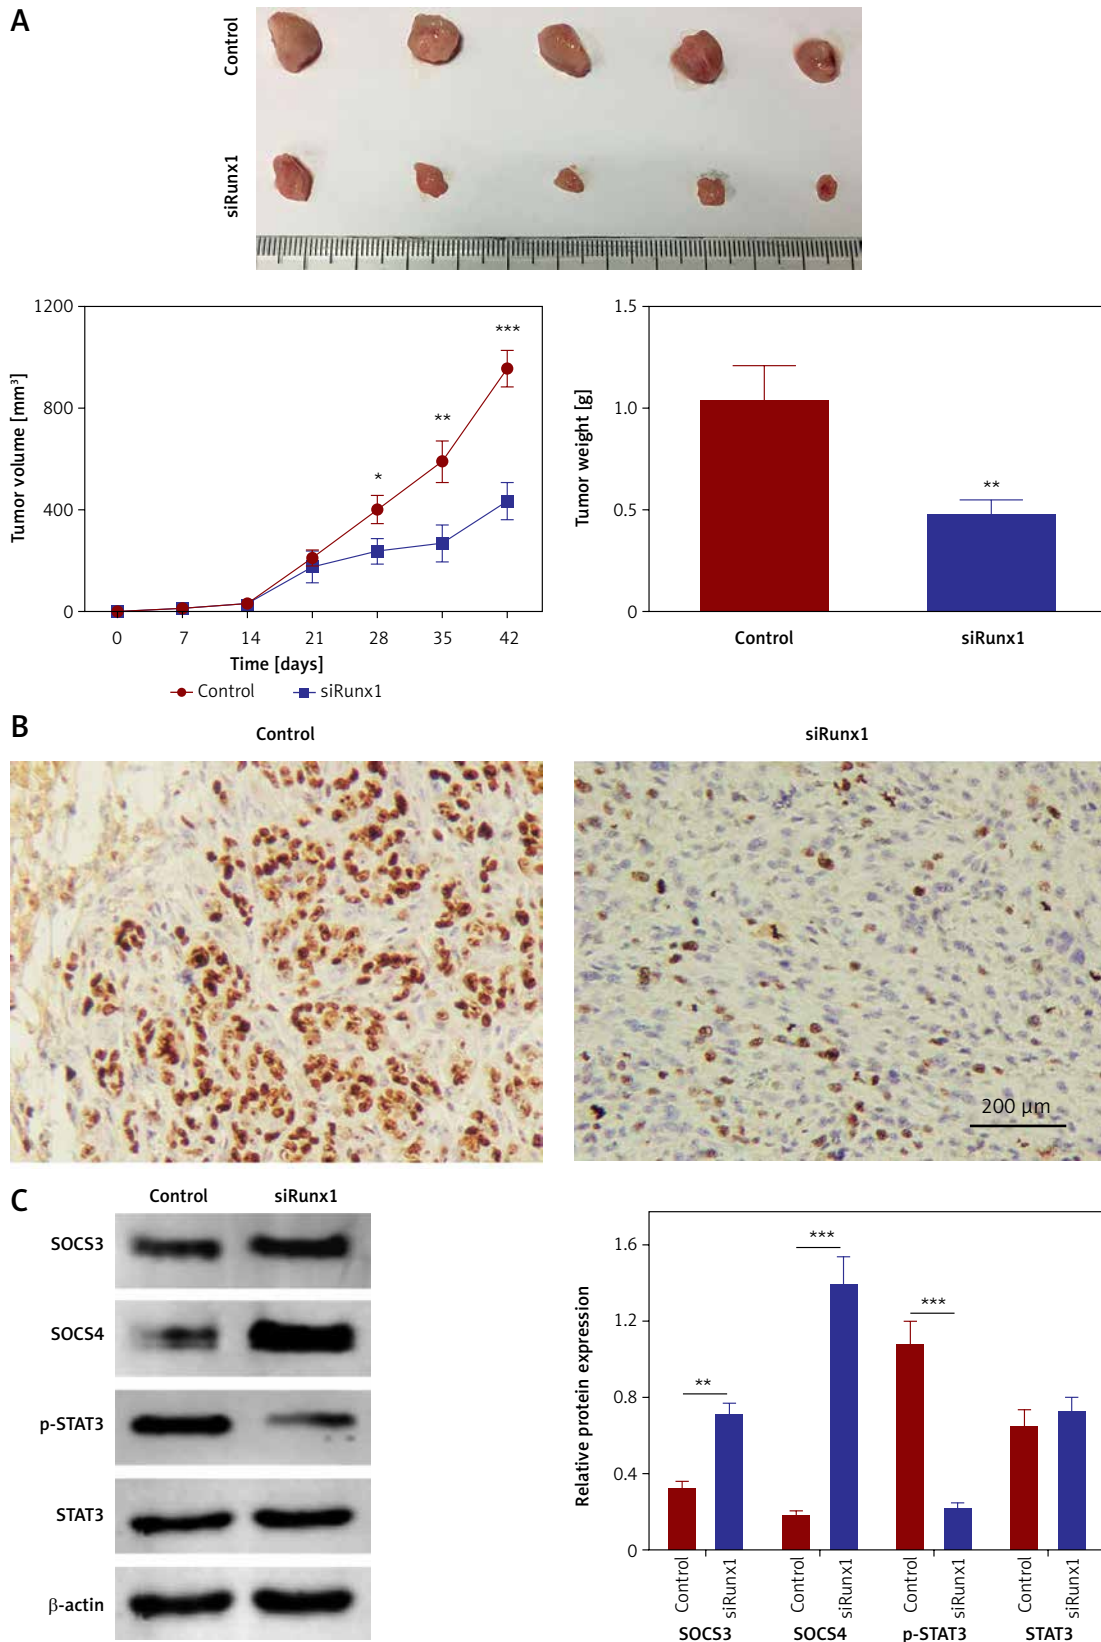 A
Control
siRunx1
1200
800
400
0
Tumor volume [mm³]
*
**
***
0 7 14 21 28 35 42
Time [days]
Control siRunx1
1.5
1.0
0.5
0
Tumor weight [g]
**
Control siRunx1
B
Control siRunx1
200 µm
C
Control siRunx1
SOCS3
SOCS4
p-STAT3
STAT3
β-actin
1.6
1.2
0.8
0.4
0
Relative protein expression
**
***
***
Control siRunx1 Control siRunx1 Control siRunx1 Control siRunx1
SOCS3 SOCS4 p-STAT3 STAT3